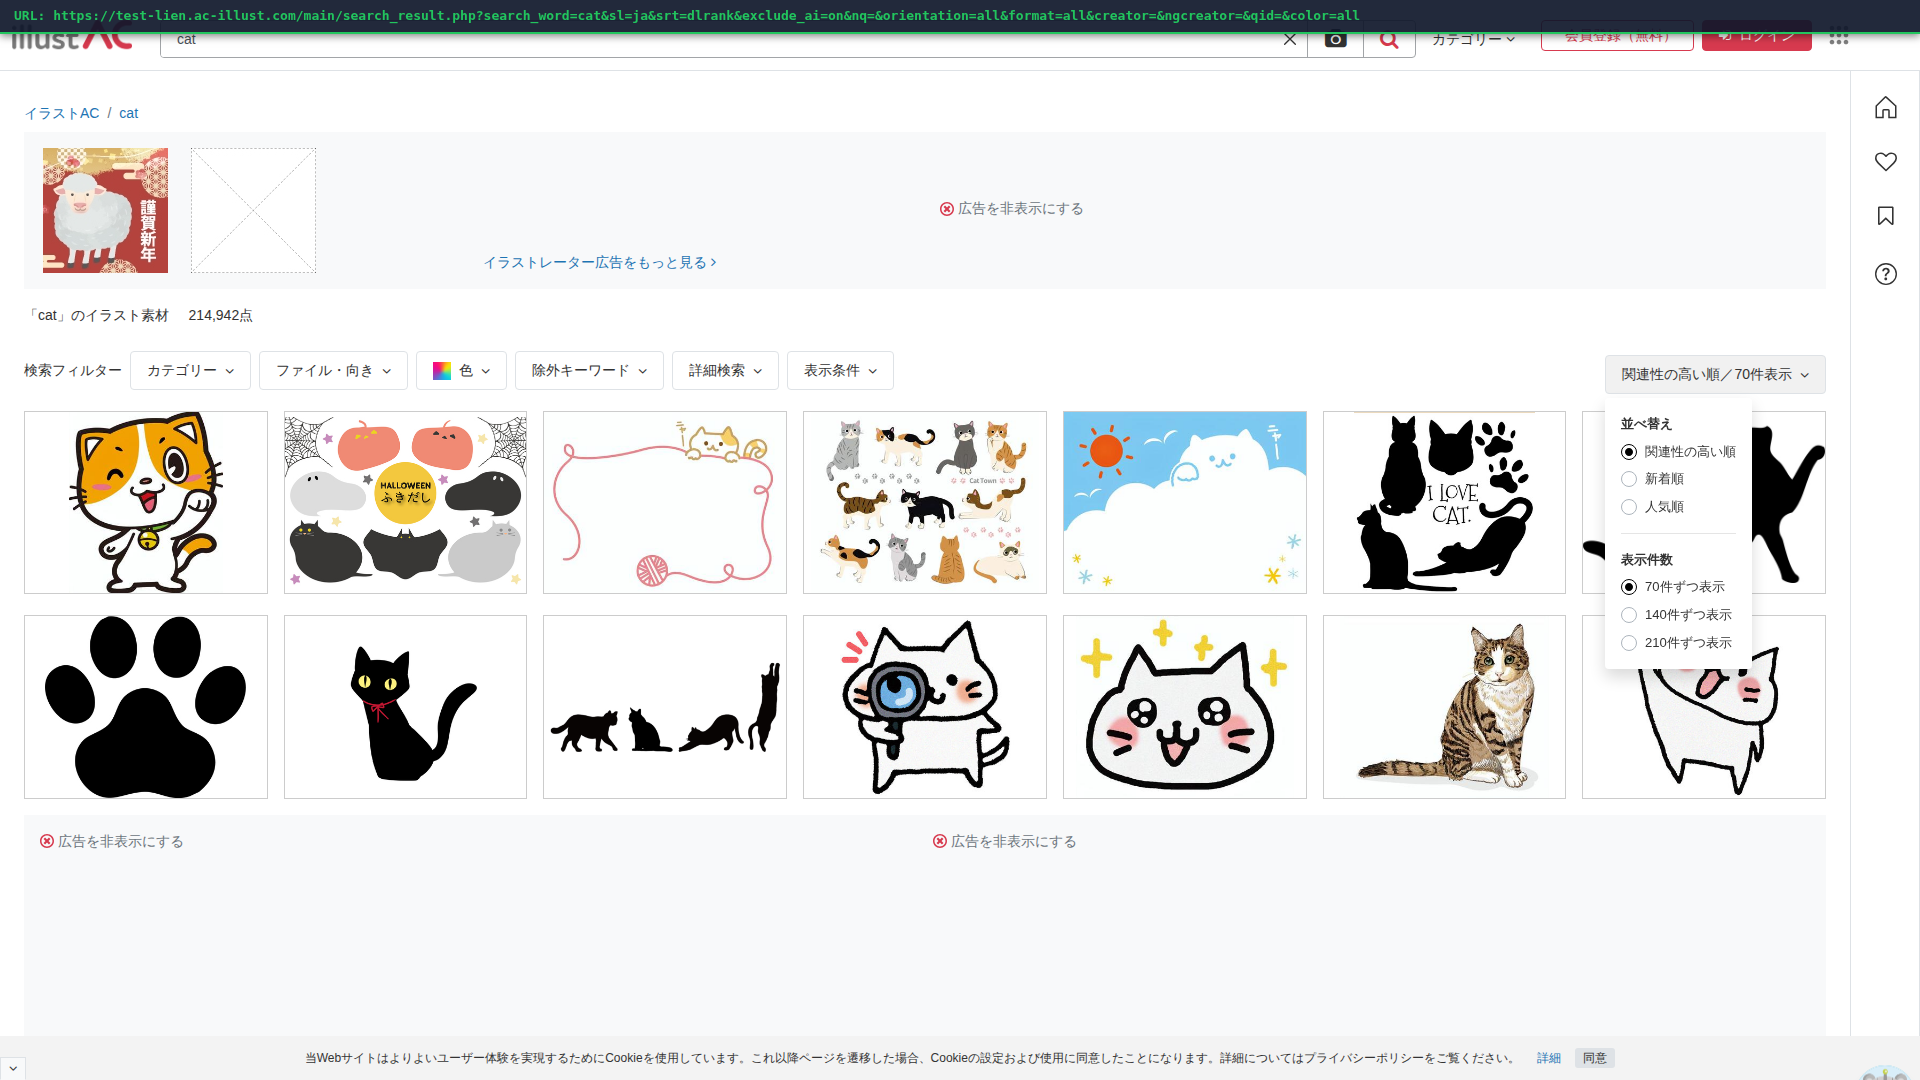 URL: https://test-lien.ac-illust.com/main/search_result.php?search_word=cat&sl=ja&srt=dlrank&exclude_ai=on&nq=&orientation=all&format=all&creator=&ngcreator=&qid=&color=all
illust AC
cat
カテゴリー
会員登録（無料）
ログイン
イラストAC / cat
謹賀新年
広告を非表示にする
イラストレーター広告をもっと見る
「cat」のイラスト素材 214,942点
検索フィルター
カテゴリー
ファイル・向き
色
除外キーワード
詳細検索
表示条件
関連性の高い順／70件表示
並べ替え
関連性の高い順
新着順
人気順
表示件数
70件ずつ表示
140件ずつ表示
210件ずつ表示
HALLOWEEN
ふきだし
Cat Town
I LOVE
CAT.
広告を非表示にする
広告を非表示にする
当Webサイトはよりよいユーザー体験を実現するためにCookieを使用しています。これ以降ページを遷移した場合、Cookieの設定および使用に同意したことになります。詳細についてはプライバシーポリシーをご覧ください。
詳細
同意